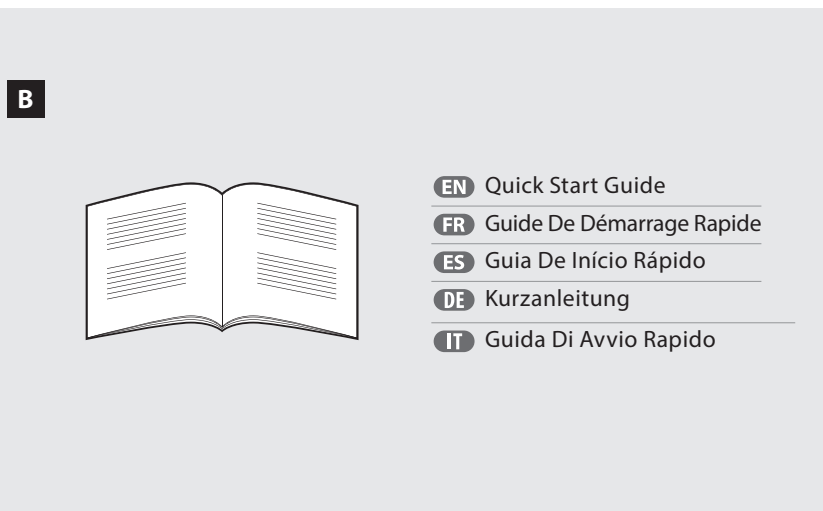 B
EN Quick Start Guide
FR Guide De Démarrage Rapide
ES Guia De Início Rápido
DE Kurzanleitung
IT Guida Di Avvio Rapido